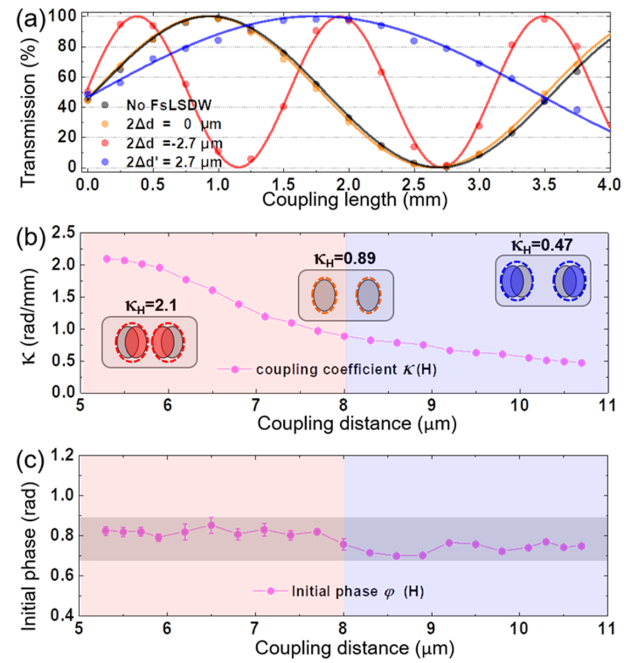 (a)
100
80
60
40
20
0
Transmission (%)
No FsLSDW
2Δd = 0 μm
2Δd =-2.7 μm
2Δd' = 2.7 μm
0.0 0.5 1.0 1.5 2.0 2.5 3.0 3.5 4.0
Coupling length (mm)
(b)
2.5
2.0
1.5
1.0
0.5
0.0
κ (rad/mm)
κH=2.1
κH=0.89
κH=0.47
coupling coefficient κ(H)
5 6 7 8 9 10 11
Coupling distance (μm)
(c)
1.2
1.0
0.8
0.6
0.4
Initial phase (rad)
Initial phase φ (H)
5 6 7 8 9 10 11
Coupling distance (μm)